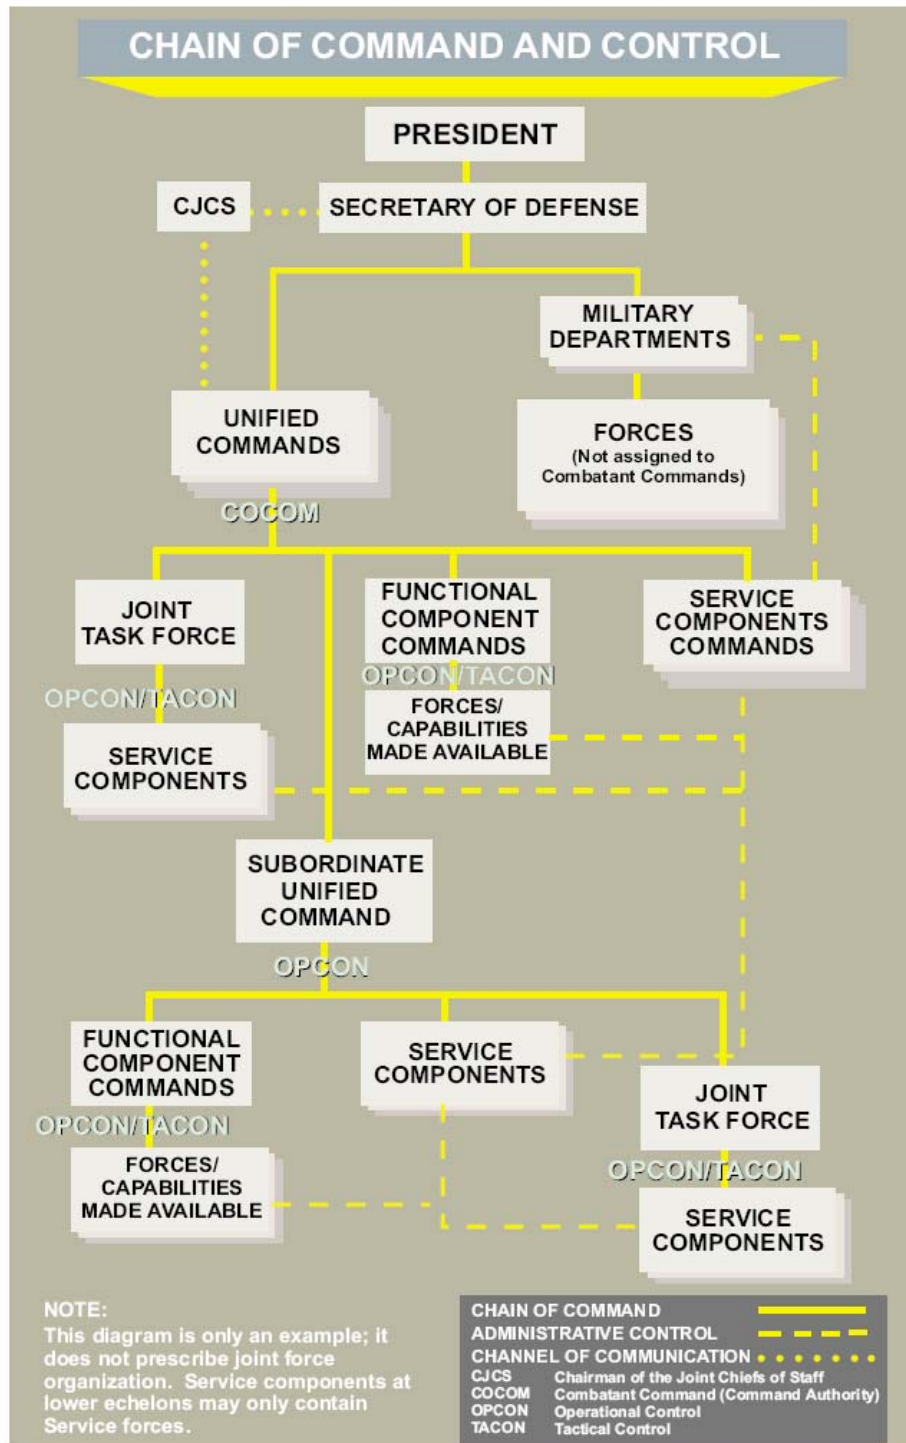 CHAIN OF COMMAND AND CONTROL
PRESIDENT
CJCS
SECRETARY OF DEFENSE
MILITARY
DEPARTMENTS
UNIFIED
COMMANDS
FORCES
(Not assigned to
Combatant Commands)
COCOM
JOINT
TASK FORCE
FUNCTIONAL
COMPONENT
COMMANDS
SERVICE
COMPONENTS
COMMANDS
OPCON/TACON
OPCON/TACON
SERVICE
COMPONENTS
FORCES/
CAPABILITIES
MADE AVAILABLE
SUBORDINATE
UNIFIED
COMMAND
OPCON
FUNCTIONAL
COMPONENT
COMMANDS
SERVICE
COMPONENTS
JOINT
TASK FORCE
OPCON/TACON
OPCON/TACON
FORCES/
CAPABILITIES
MADE AVAILABLE
SERVICE
COMPONENTS
NOTE:
This diagram is only an example; it
does not prescribe joint force
organization. Service components at
lower echelons may only contain
Service forces.
CHAIN OF COMMAND
ADMINISTRATIVE CONTROL
CHANNEL OF COMMUNICATION
CJCS Chairman of the Joint Chiefs of Staff
COCOM Combatant Command (Command Authority)
OPCON Operational Control
TACON Tactical Control